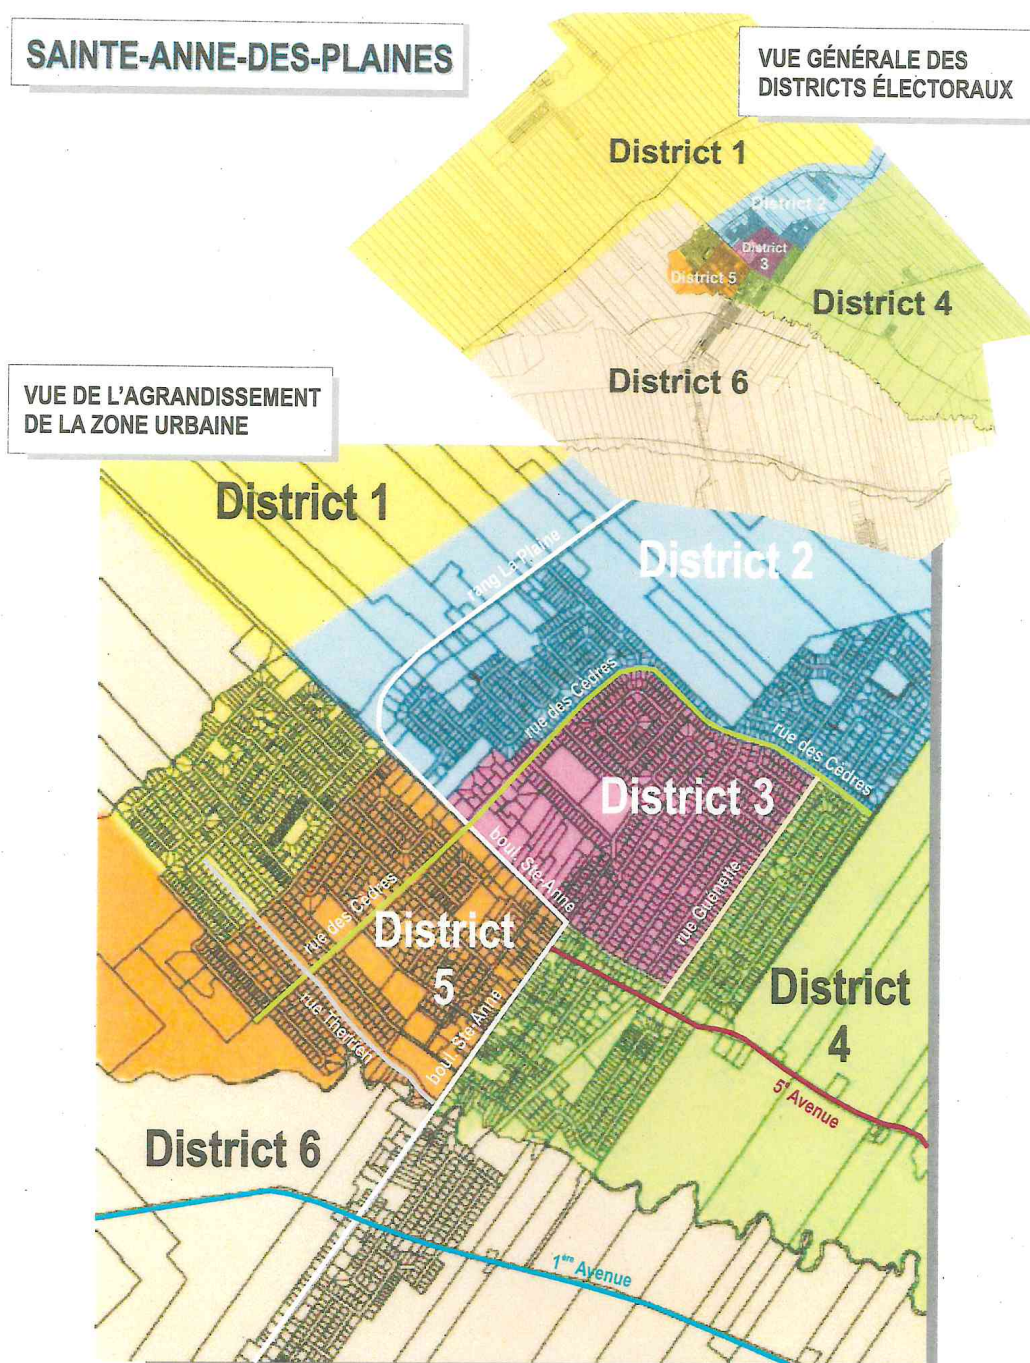 SAINTE-ANNE-DES-PLAINES
VUE GÉNÉRALE DES
DISTRICTS ÉLECTORAUX
District 1
District 2
District
3
District 5
District 4
District 6
VUE DE L'AGRANDISSEMENT
DE LA ZONE URBAINE
District 1
rang La Plaine
District 2
rue des Cèdres
rue des Cèdres
District 3
boul. Ste-Anne
rue Guenette
rue des Cèdres
District
5
rue Therrien
boul. Ste-Anne
District
4
5e Avenue
District 6
1ère Avenue